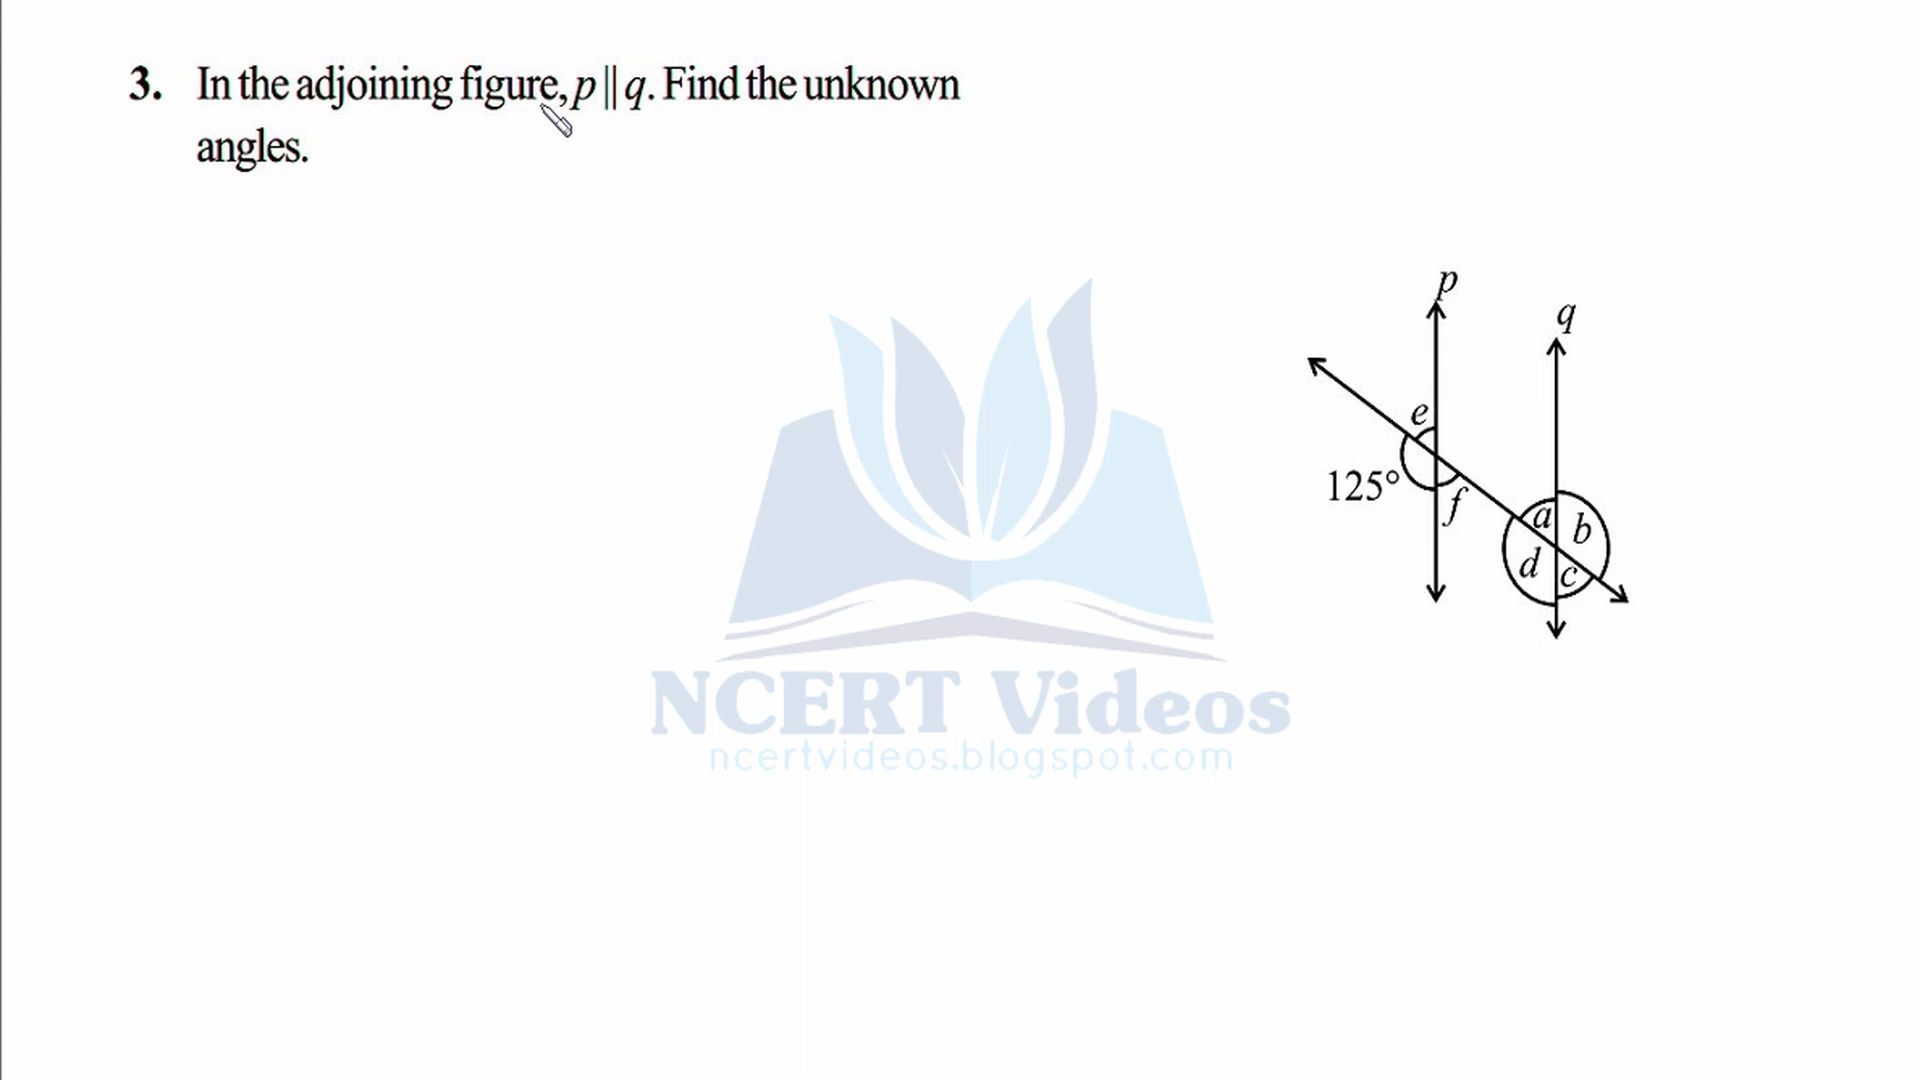 3. In the adjoining figure, p || q. Find the unknown
angles.
p
q
e
125°
f
a
b
d
c
NCERT Videos
ncertvideos.blogspot.com